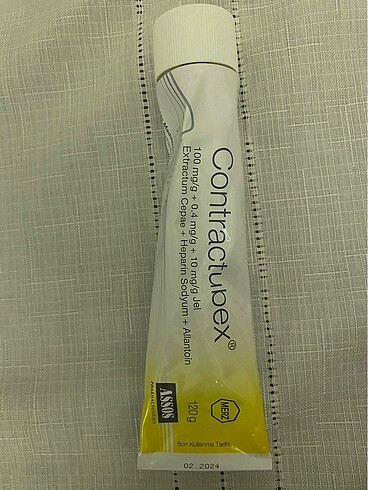 Contractubex®
100 mg/g + 0.4 mg/g + 10 mg/g Jel
Extractum Cepae + Heparin Sodyum + Allantoin
120 g
MERZ
ASSOS
PHARMACEUTICALS
Son Kullanma Tarihi:
02 2024